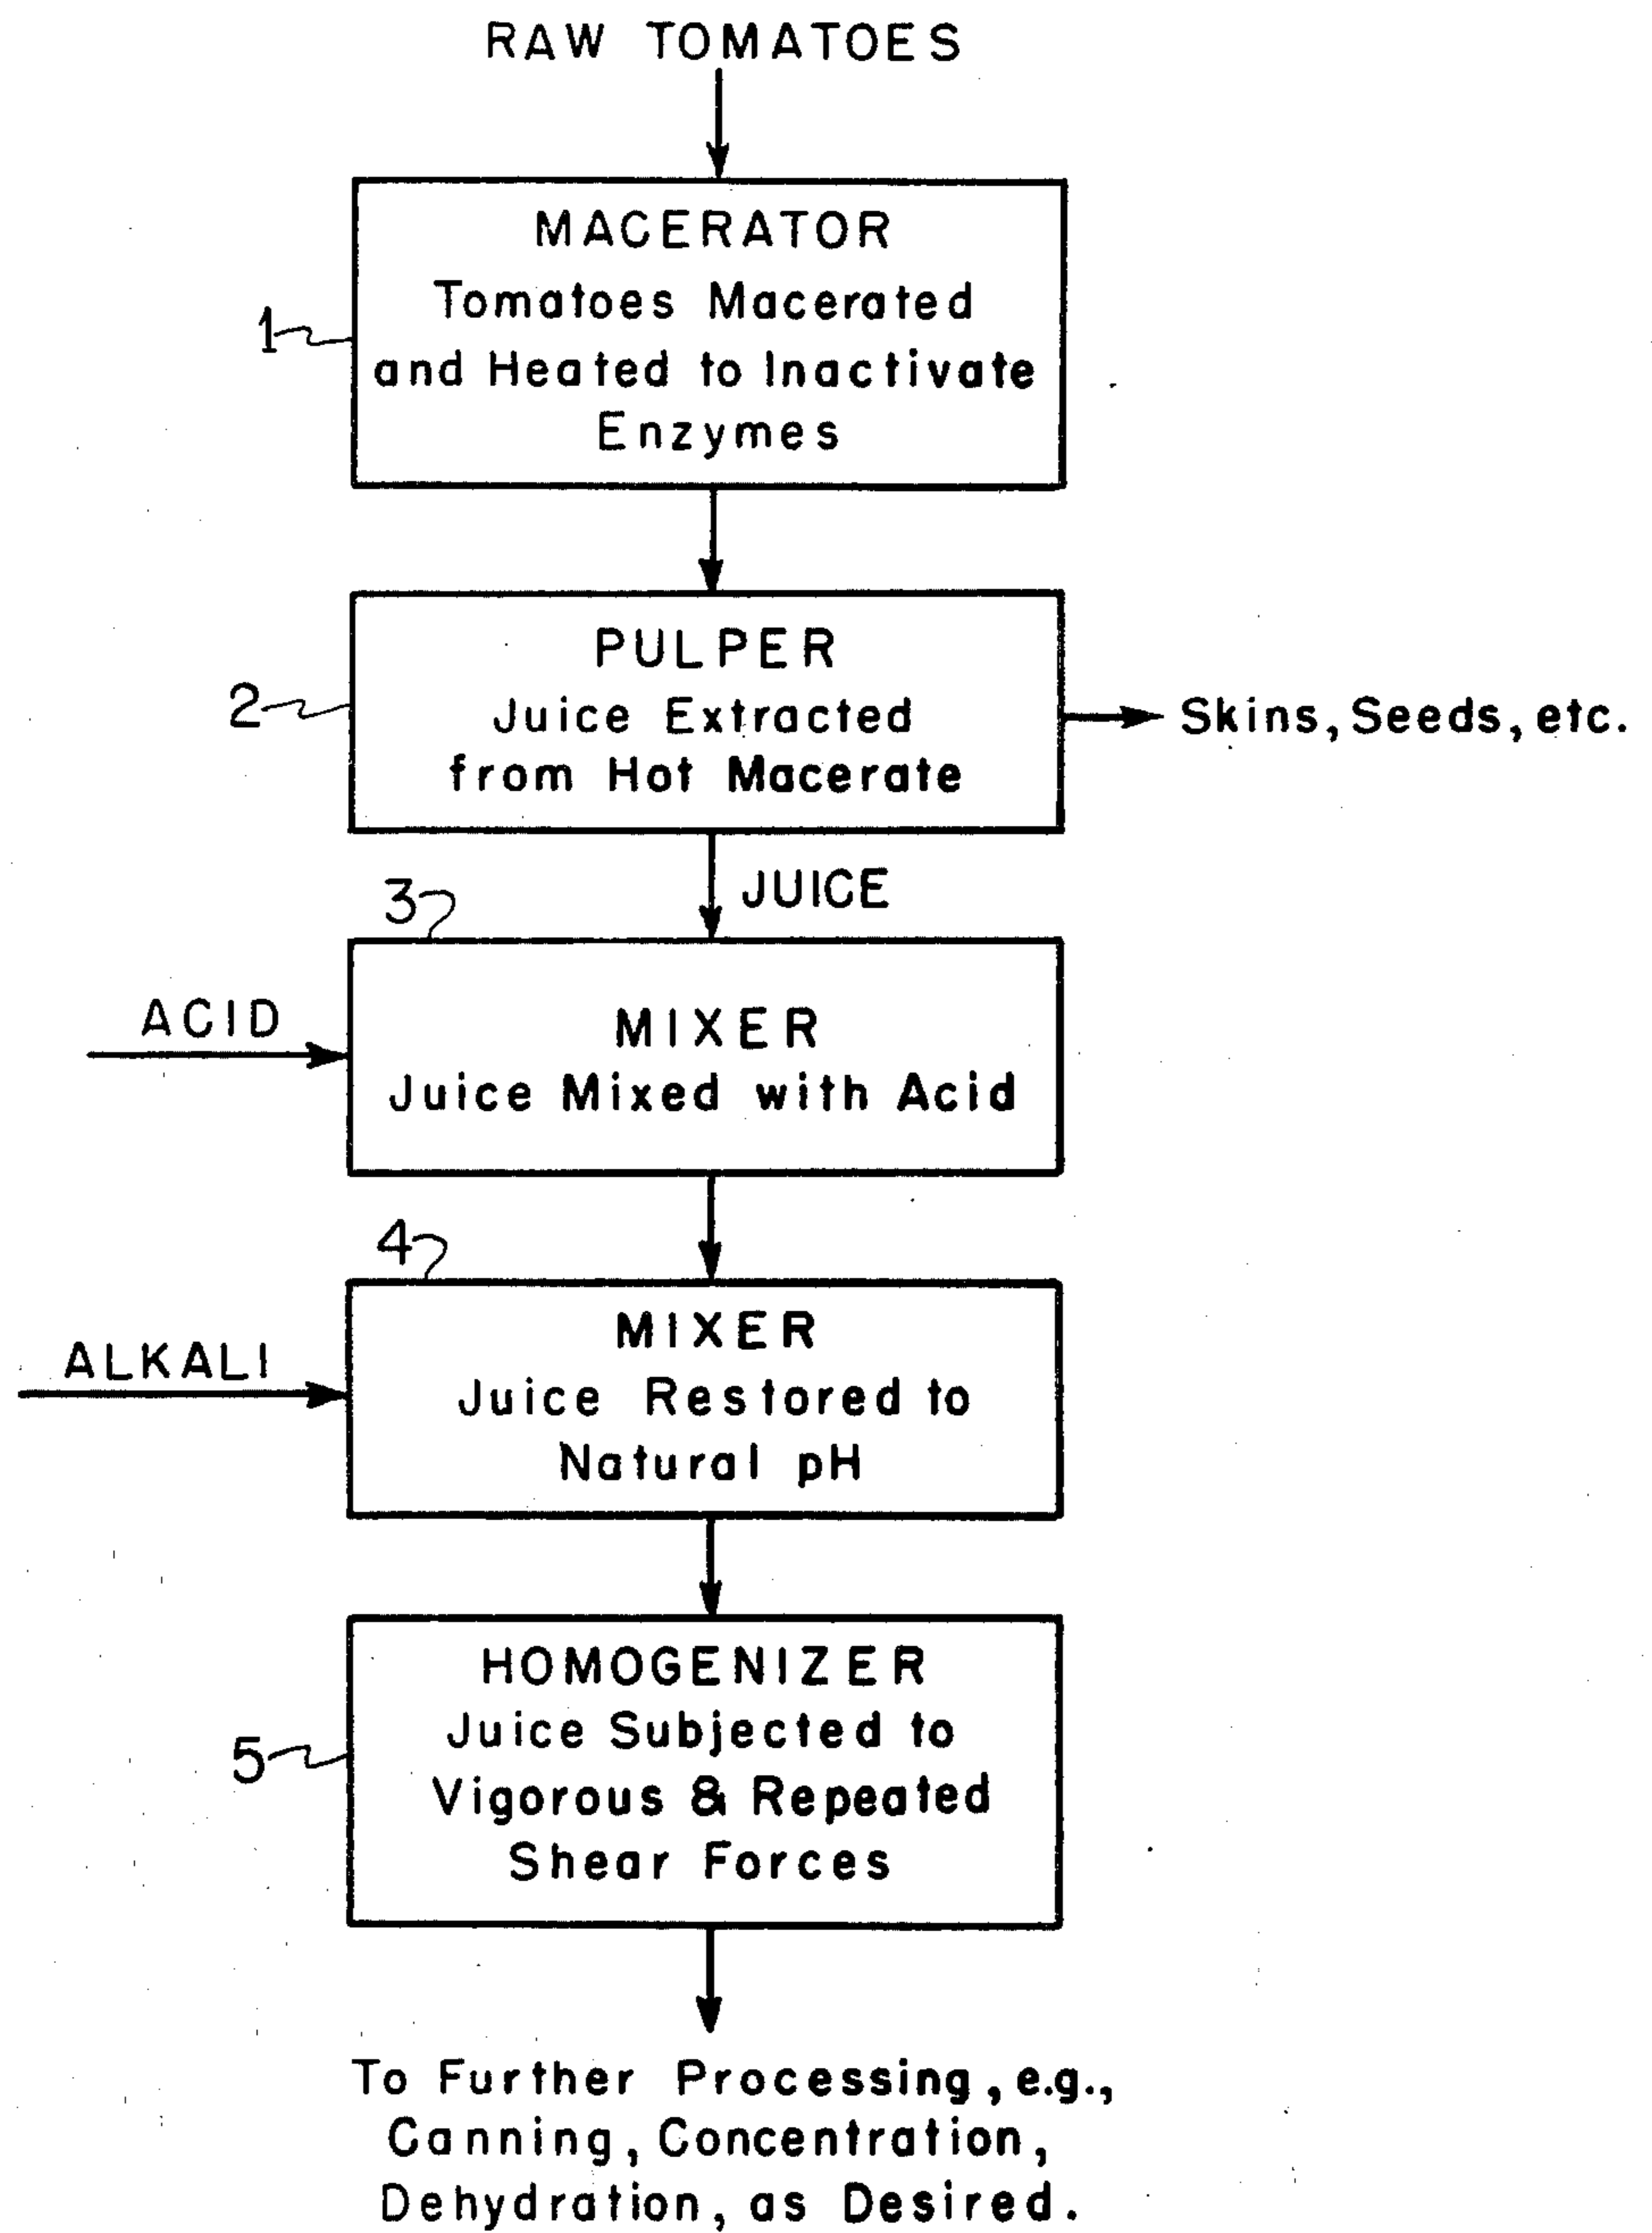 RAW TOMATOES
MACERATOR
Tomatoes Macerated
and Heated to Inactivate
Enzymes
1
PULPER
Juice Extracted
from Hot Macerate
2
Skins, Seeds, etc.
JUICE
3
ACID
MIXER
Juice Mixed with Acid
4
ALKALI
MIXER
Juice Restored to
Natural pH
HOMOGENIZER
Juice Subjected to
Vigorous & Repeated
Shear Forces
5
To Further Processing, e.g.,
Canning, Concentration,
Dehydration, as Desired.